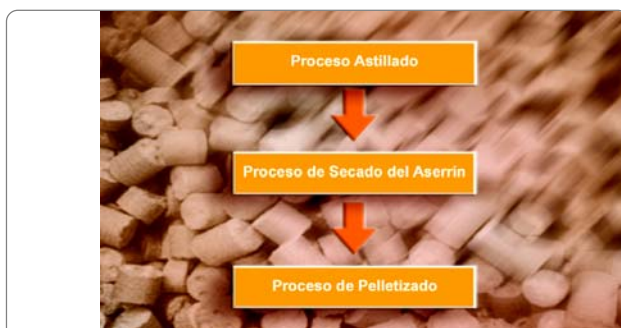 Proceso Astillado
Proceso de Secado del Aserrín
Proceso de Pelletizado